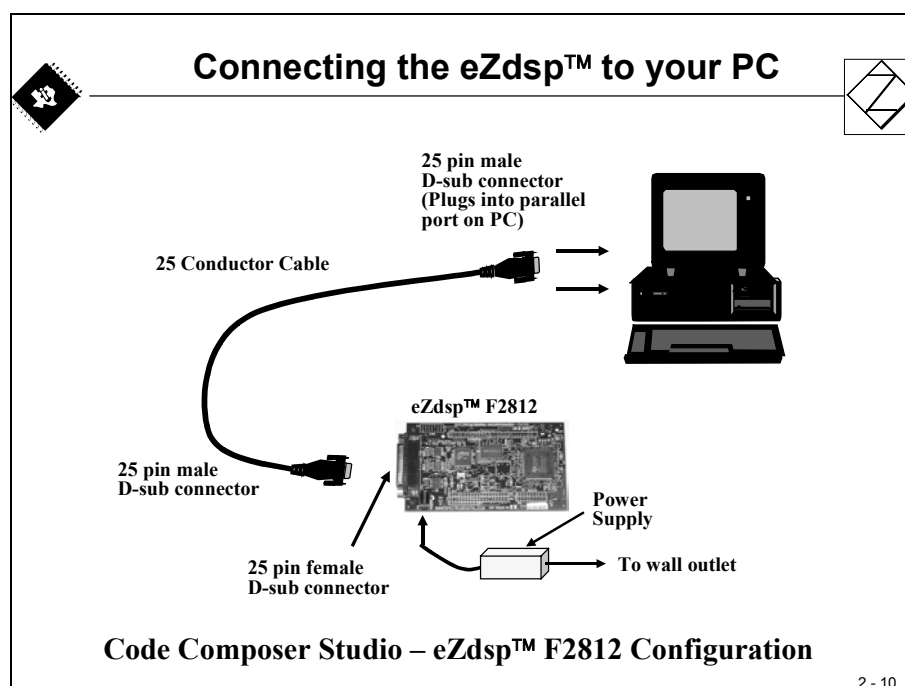 Connecting the eZdsp™ to your PC
25 pin male
D-sub connector
(Plugs into parallel
port on PC)
25 Conductor Cable
eZdsp™ F2812
25 pin male
D-sub connector
Power
Supply
25 pin female
D-sub connector
To wall outlet
Code Composer Studio – eZdsp™ F2812 Configuration
2 - 10